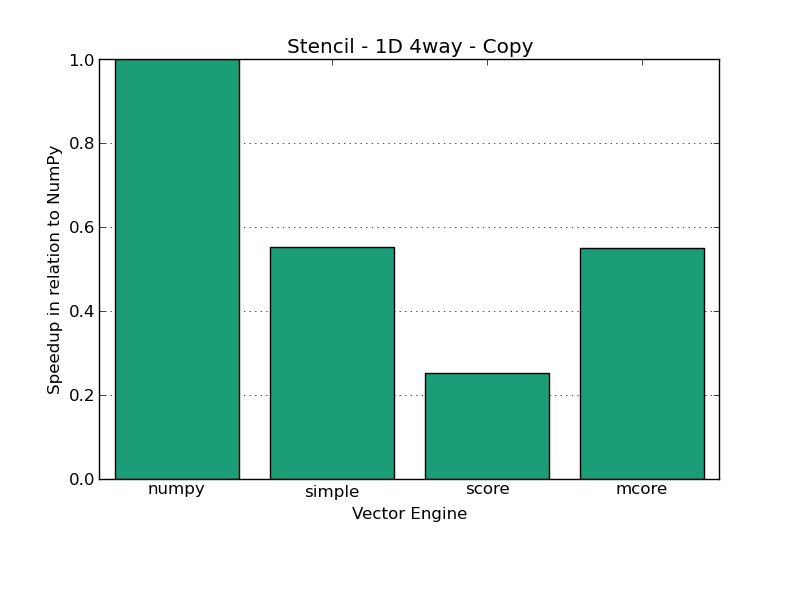 Stencil - 1D 4way - Copy
Speedup in relation to NumPy
1.0
0.8
0.6
0.4
0.2
0.0
numpy simple score mcore
Vector Engine